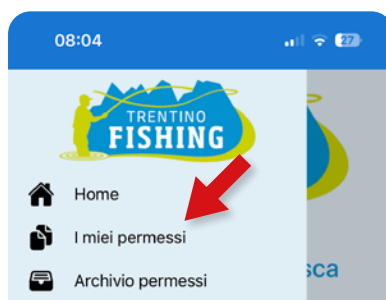 08:04
27
TRENTINO
FISHING
Home
I miei permessi
sca
Archivio permessi